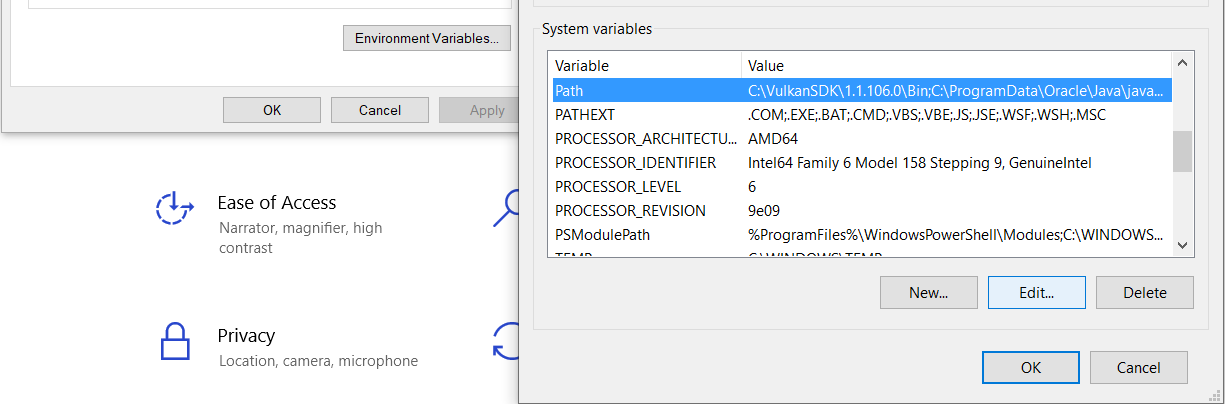 Environment Variables...
OK Cancel Apply
Ease of Access
Narrator, magnifier, high
contrast
Privacy
Location, camera, microphone
System variables
Variable Value
Path C:\VulkanSDK\1.1.106.0\Bin;C:\ProgramData\Oracle\Java\java...
PATHEXT .COM;.EXE;.BAT;.CMD;.VBS;.VBE;.JS;.JSE;.WSF;.WSH;.MSC
PROCESSOR_ARCHITECTU... AMD64
PROCESSOR_IDENTIFIER Intel64 Family 6 Model 158 Stepping 9, GenuineIntel
PROCESSOR_LEVEL 6
PROCESSOR_REVISION 9e09
PSModulePath %ProgramFiles%\WindowsPowerShell\Modules;C:\WINDOWS...
TEMP C:\WINDOWS\TEMP
New... Edit... Delete
OK Cancel